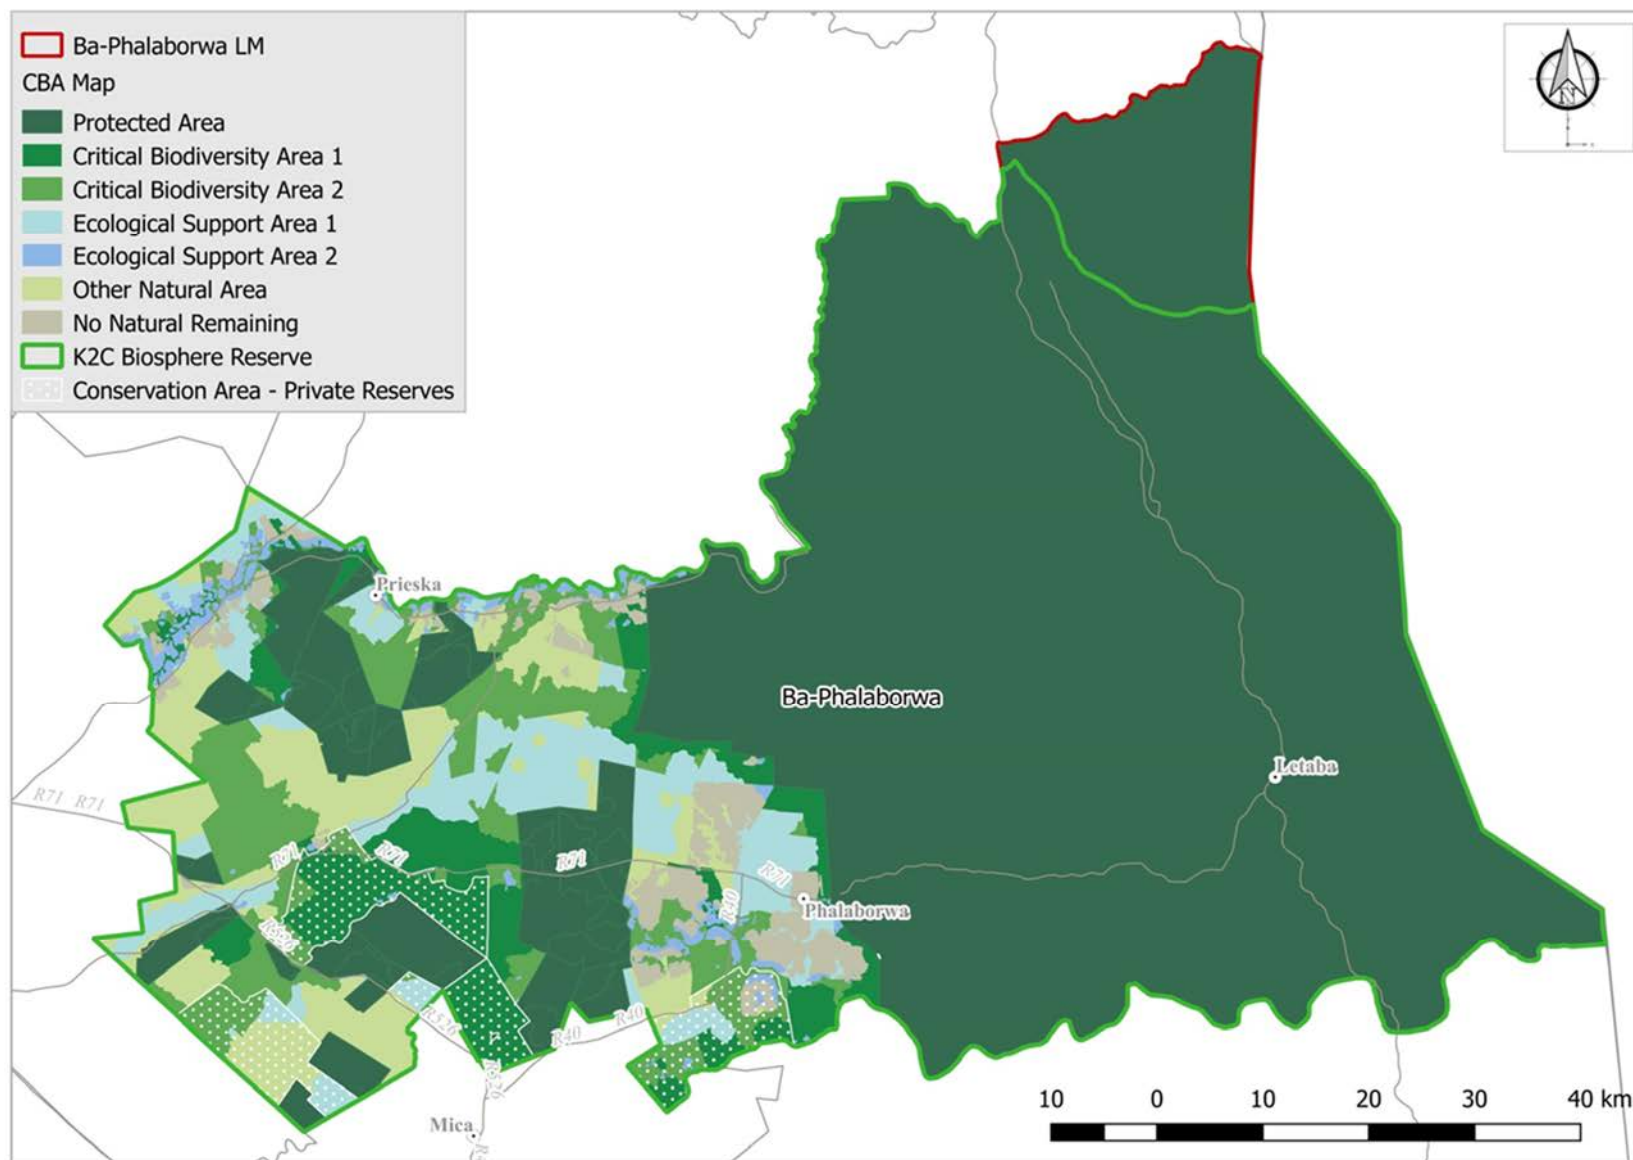 Ba-Phalaborwa LM
CBA Map
Protected Area
Critical Biodiversity Area 1
Critical Biodiversity Area 2
Ecological Support Area 1
Ecological Support Area 2
Other Natural Area
No Natural Remaining
K2C Biosphere Reserve
Conservation Area - Private Reserves
N
Prieska
Ba-Phalaborwa
Letaba
R71 R71
R71
R71
R71
R71
R40
Phalaborwa
R526
R526
R40
R40
R526
Mica
10 0 10 20 30 40 km